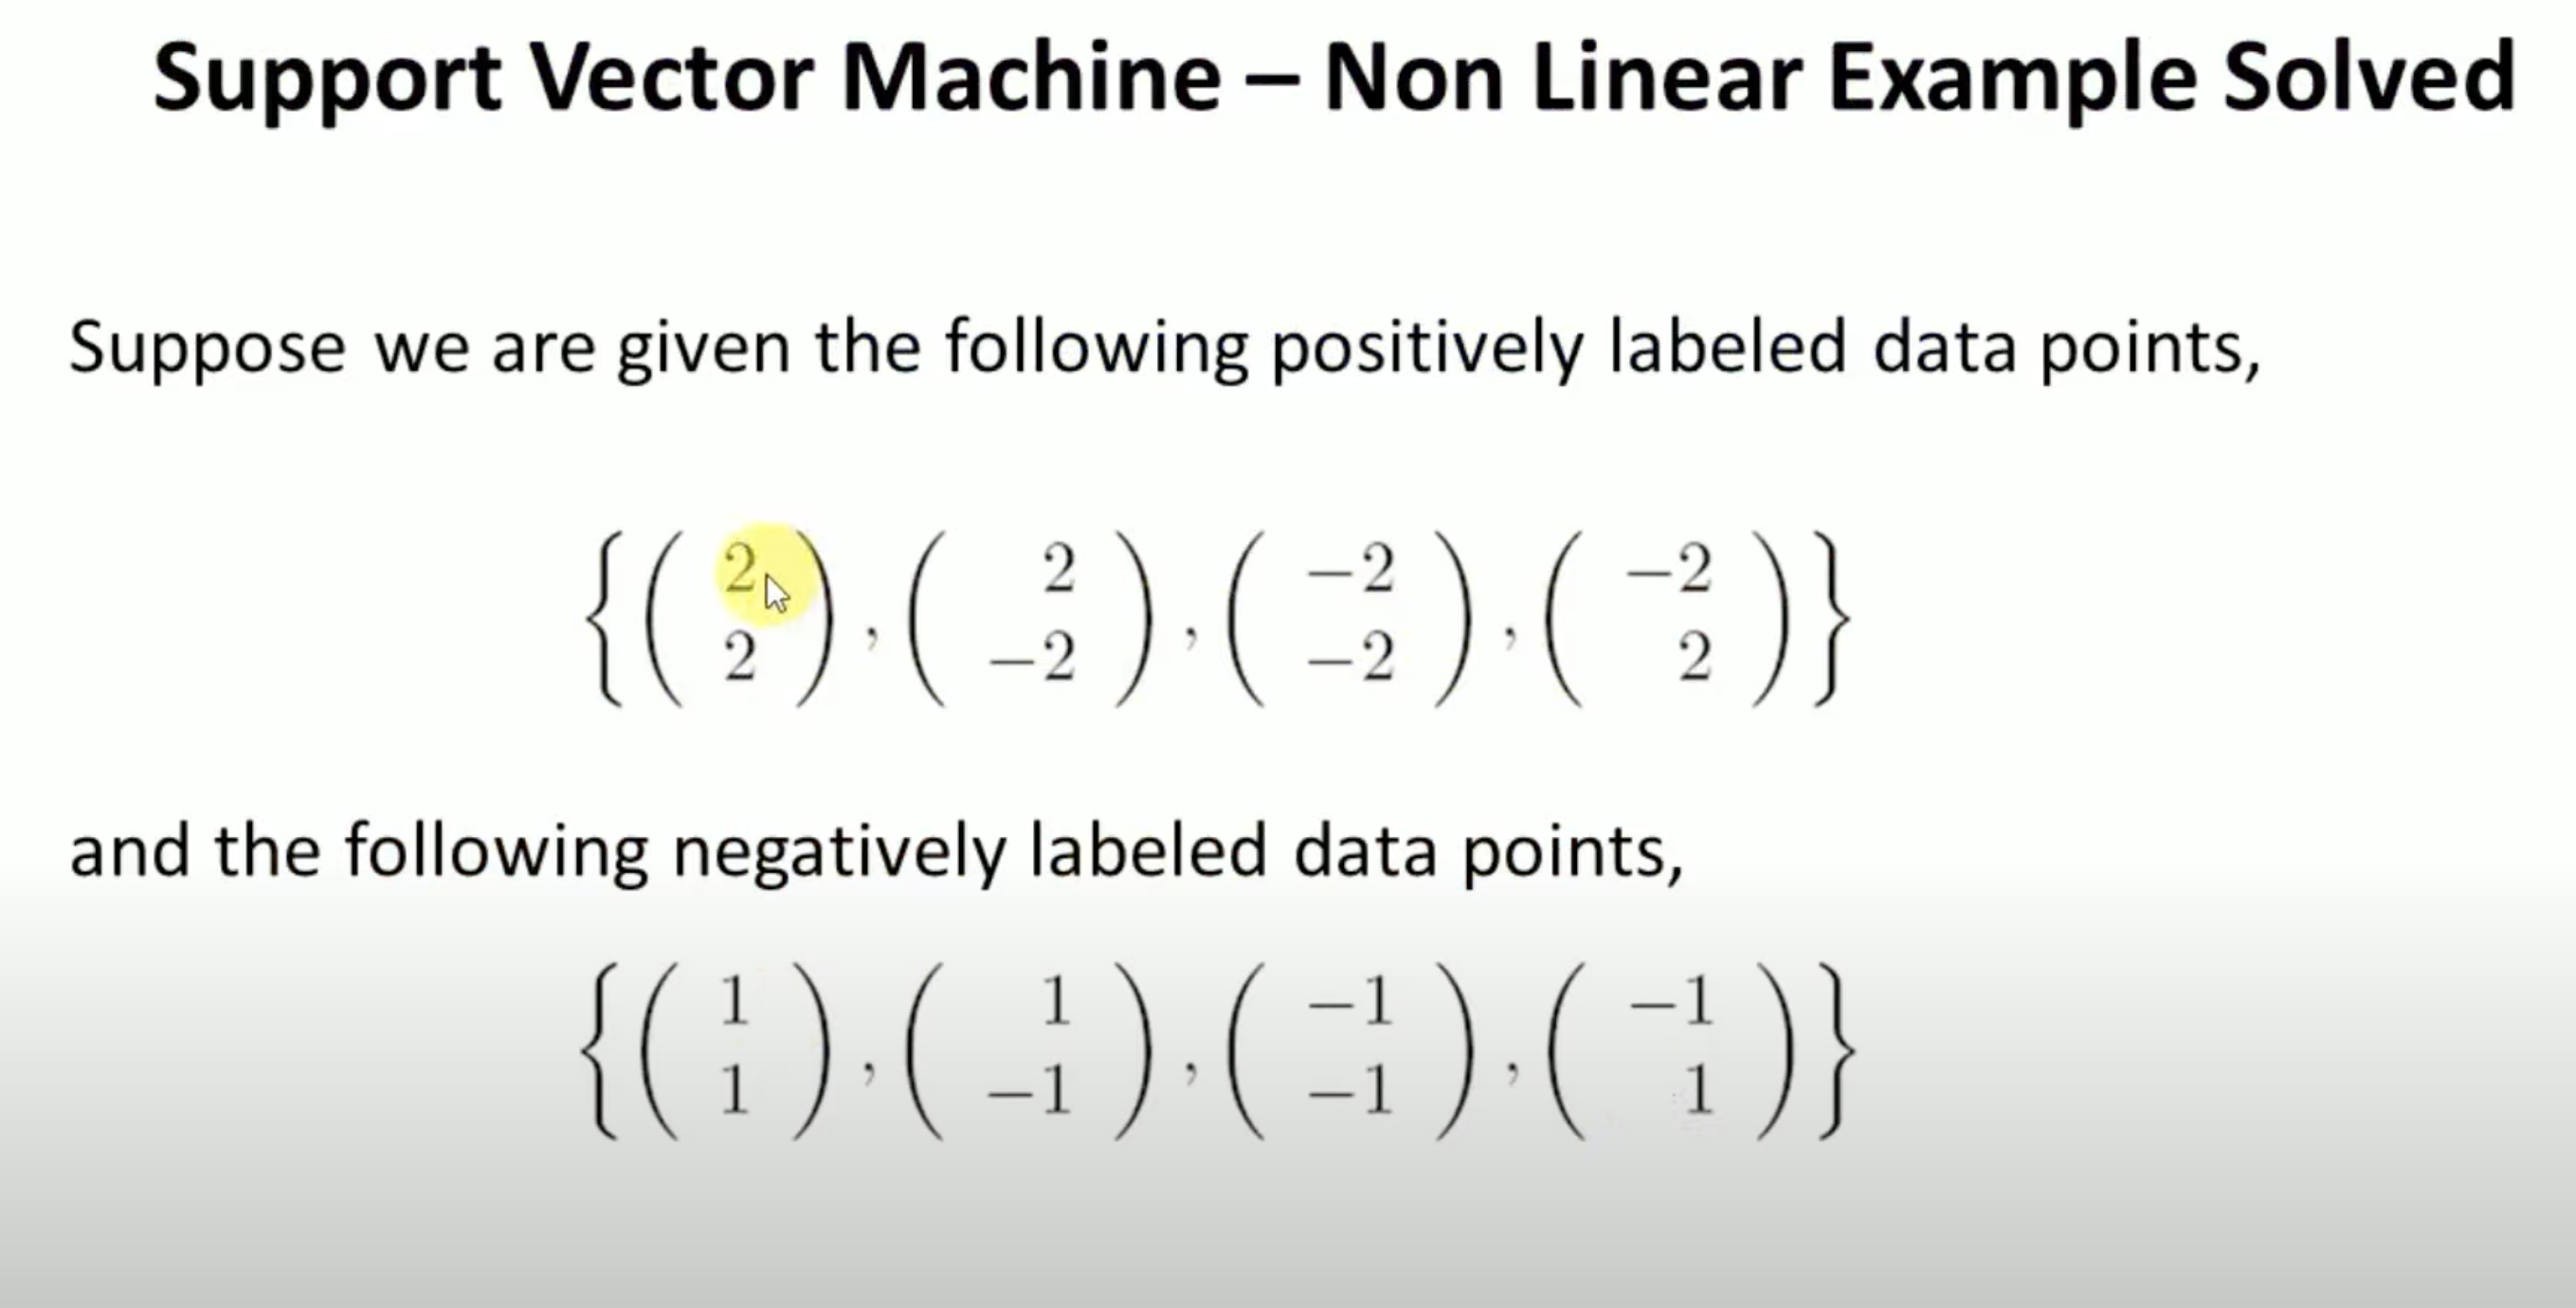 Support Vector Machine – Non Linear Example Solved
Suppose we are given the following positively labeled data points,
{( 2 2 ), ( 2 −2 ), ( −2 −2 ), ( −2 2 )}
and the following negatively labeled data points,
{( 1 1 ), ( 1 −1 ), ( −1 −1 ), ( −1 1 )}